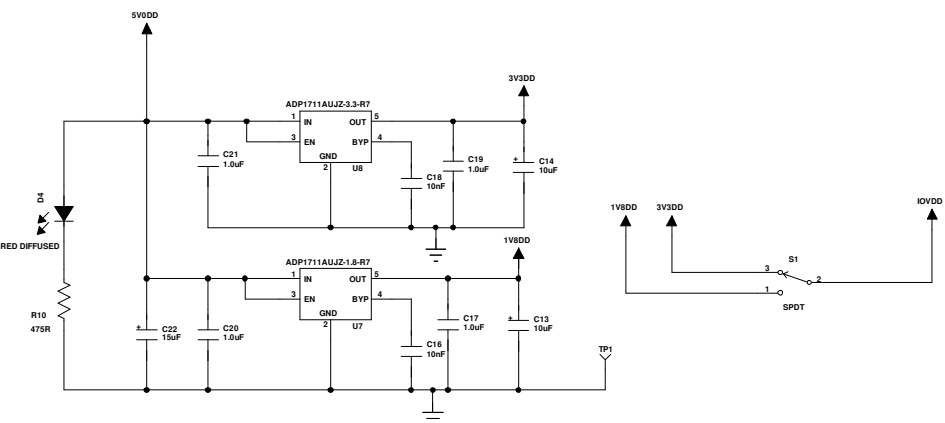 5V0DD
3V3DD
ADP1711AUJZ-3.3-R7
1 IN OUT 5
3 EN BYP 4
GND
2 U8
C21
1.0uF
C18
10nF
C19
1.0uF
C14
10uF
D4
RED DIFFUSED
R10
475R
1V8DD
ADP1711AUJZ-1.8-R7
1 IN OUT 5
3 EN BYP 4
GND
2 U7
C22
15uF
C20
1.0uF
C16
10nF
C17
1.0uF
C13
10uF
TP1
1V8DD 3V3DD IOVDD
S1
3
2
1
SPDT